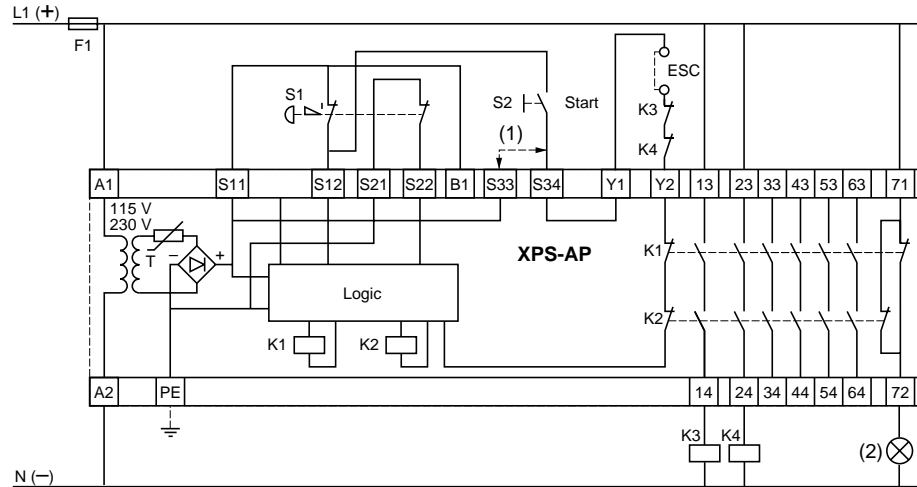 L1 (+)
F1
S1
S2
Start
(1)
ESC
K3
K4
A1 S11 S12 S21 S22 B1 S33 S34 Y1 Y2 13 23 33 43 53 63 71
115 V
230 V
T
–
+
XPS-AP
K1
Logic
K2
K1
K2
A2 PE 14 24 34 44 54 64 72
K3
K4
(2)
N (–)